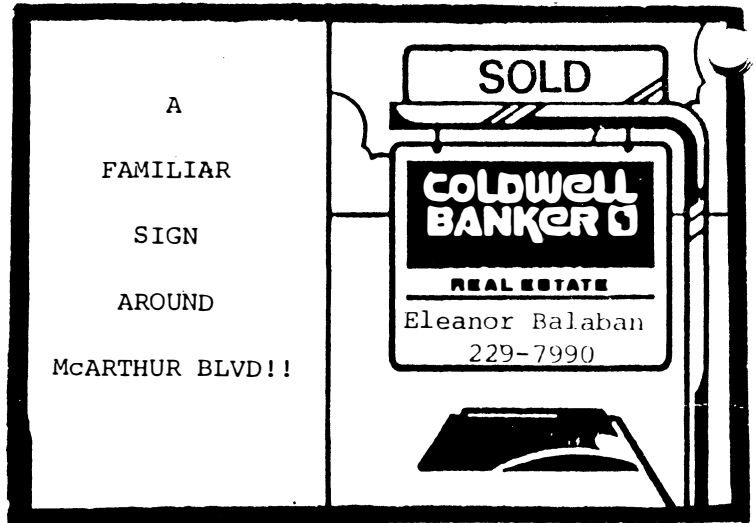 A
FAMILIAR
SIGN
AROUND
McARTHUR BLVD!!
SOLD
COLDWELL
BANKER
REAL ESTATE
Eleanor Balaban
229-7990